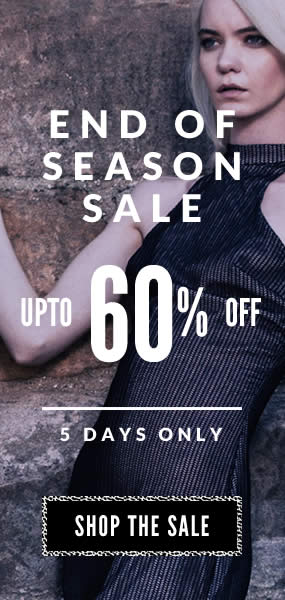 END OF
SEASON
SALE
UPTO 60% OFF
5 DAYS ONLY
SHOP THE SALE